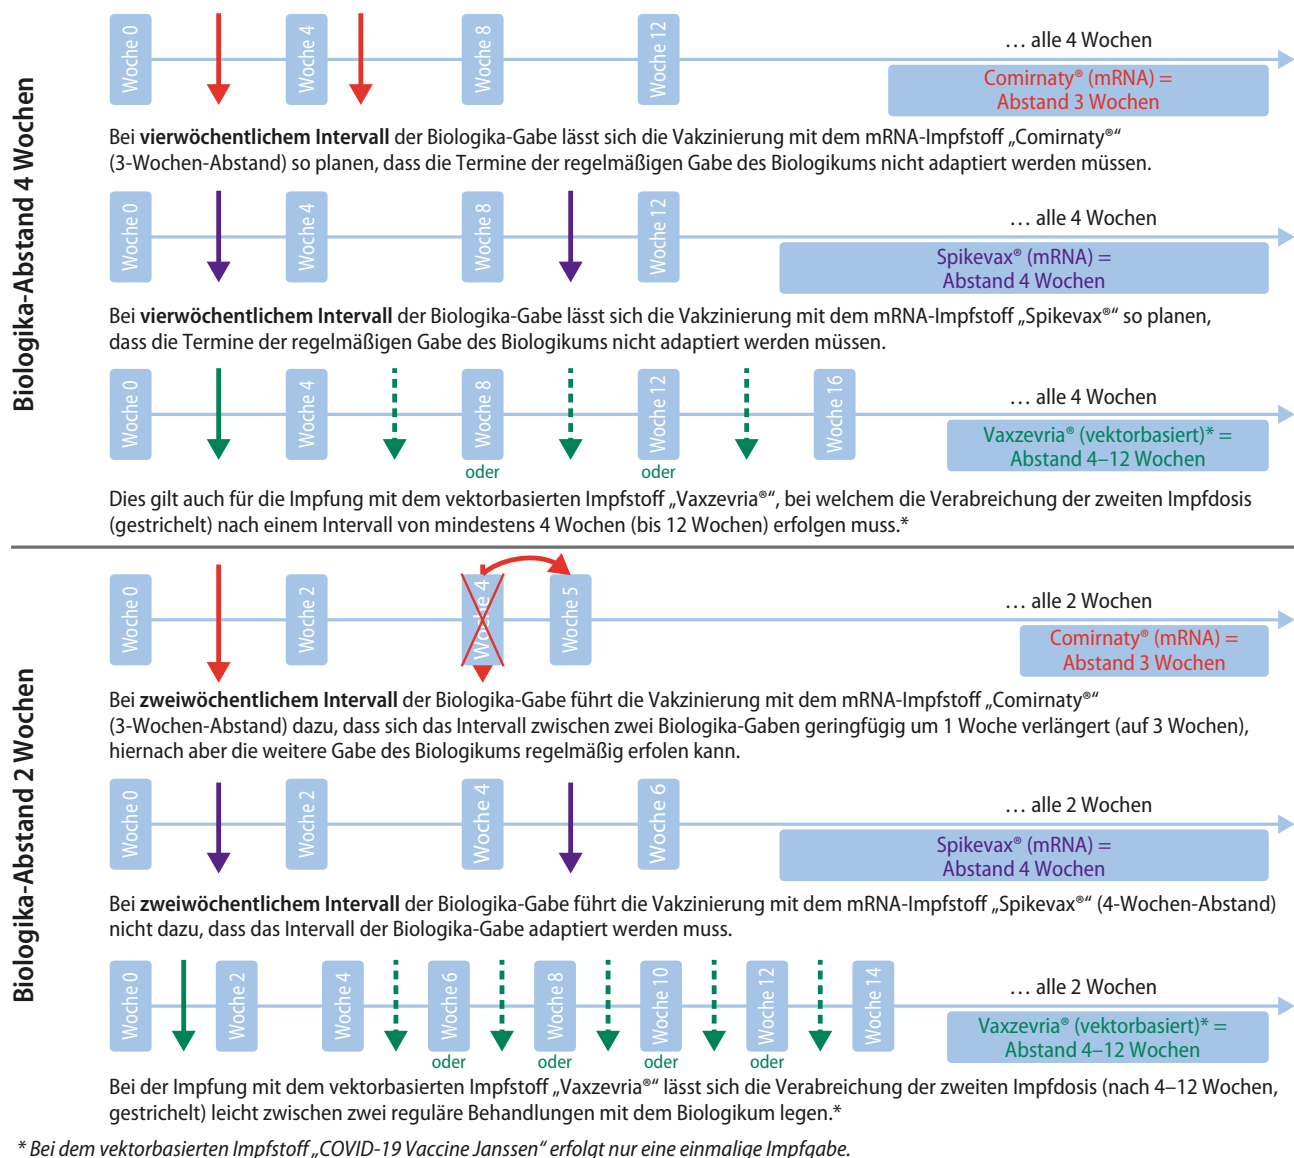 Biologika-Abstand 4 Wochen
Woche 0
Woche 4
Woche 8
Woche 12
… alle 4 Wochen
Comirnaty® (mRNA) =
Abstand 3 Wochen
Bei vierwöchentlichem Intervall der Biologika-Gabe lässt sich die Vakzinierung mit dem mRNA-Impfstoff „Comirnaty®“
(3-Wochen-Abstand) so planen, dass die Termine der regelmäßigen Gabe des Biologikums nicht adaptiert werden müssen.
Woche 0
Woche 4
Woche 8
Woche 12
… alle 4 Wochen
Spikevax® (mRNA) =
Abstand 4 Wochen
Bei vierwöchentlichem Intervall der Biologika-Gabe lässt sich die Vakzinierung mit dem mRNA-Impfstoff „Spikevax®“ so planen,
dass die Termine der regelmäßigen Gabe des Biologikums nicht adaptiert werden müssen.
Woche 0
Woche 4
Woche 8
Woche 12
Woche 16
oder
oder
… alle 4 Wochen
Vaxzevria® (vektorbasiert)* =
Abstand 4–12 Wochen
Dies gilt auch für die Impfung mit dem vektorbasierten Impfstoff „Vaxzevria®“, bei welchem die Verabreichung der zweiten Impfdosis
(gestrichelt) nach einem Intervall von mindestens 4 Wochen (bis 12 Wochen) erfolgen muss.*
Biologika-Abstand 2 Wochen
Woche 0
Woche 2
Woche 4
Woche 5
… alle 2 Wochen
Comirnaty® (mRNA) =
Abstand 3 Wochen
Bei zweiwöchentlichem Intervall der Biologika-Gabe führt die Vakzinierung mit dem mRNA-Impfstoff „Comirnaty®“
(3-Wochen-Abstand) dazu, dass sich das Intervall zwischen zwei Biologika-Gaben geringfügig um 1 Woche verlängert (auf 3 Wochen),
hiernach aber die weitere Gabe des Biologikums regelmäßig erfolen kann.
Woche 0
Woche 2
Woche 4
Woche 6
… alle 2 Wochen
Spikevax® (mRNA) =
Abstand 4 Wochen
Bei zweiwöchentlichem Intervall der Biologika-Gabe führt die Vakzinierung mit dem mRNA-Impfstoff „Spikevax®“ (4-Wochen-Abstand)
nicht dazu, dass das Intervall der Biologika-Gabe adaptiert werden muss.
Woche 0
Woche 2
Woche 4
Woche 6
Woche 8
Woche 10
Woche 12
Woche 14
oder
oder
oder
oder
… alle 2 Wochen
Vaxzevria® (vektorbasiert)* =
Abstand 4–12 Wochen
Bei der Impfung mit dem vektorbasierten Impfstoff „Vaxzevria®“ lässt sich die Verabreichung der zweiten Impfdosis (nach 4–12 Wochen,
gestrichelt) leicht zwischen zwei reguläre Behandlungen mit dem Biologikum legen.*
* Bei dem vektorbasierten Impfstoff „COVID-19 Vaccine Janssen“ erfolgt nur eine einmalige Impfgabe.